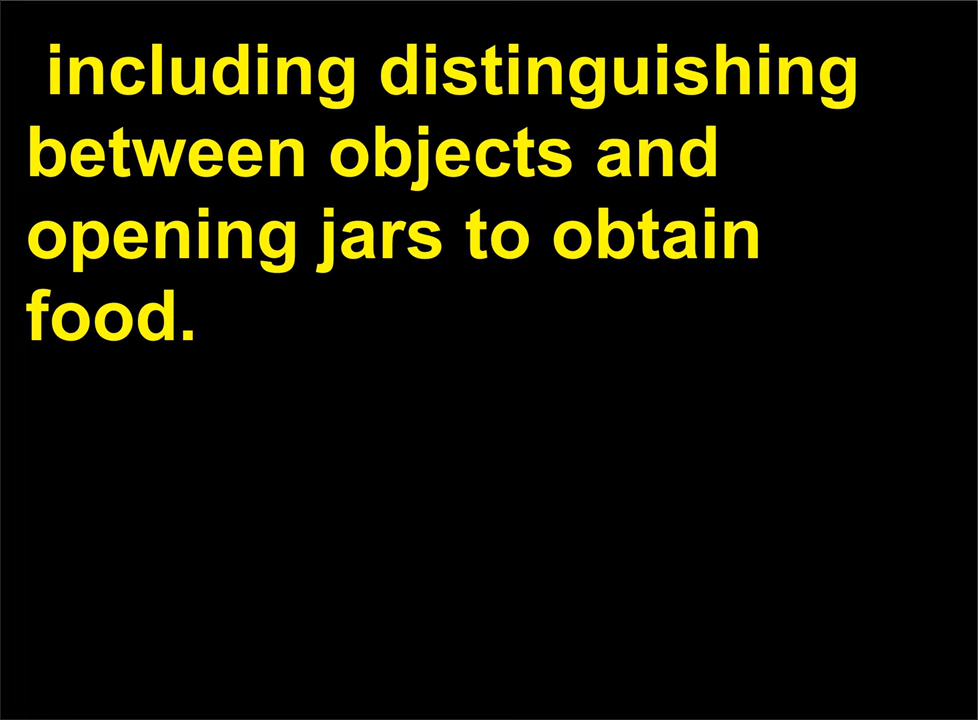 including distinguishing
between objects and
opening jars to obtain
food.